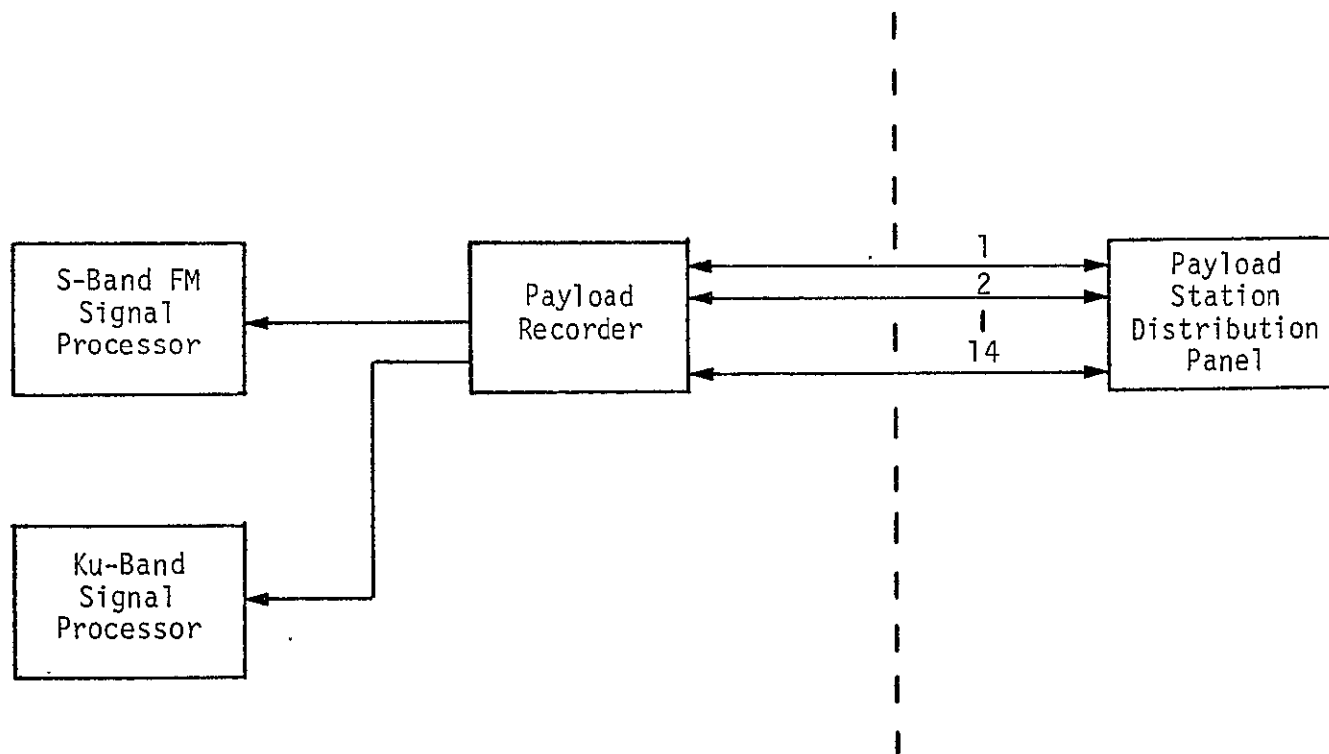 S-Band FM
Signal
Processor
Payload
Recorder
1
2
14
Payload
Station
Distribution
Panel
Ku-Band
Signal
Processor